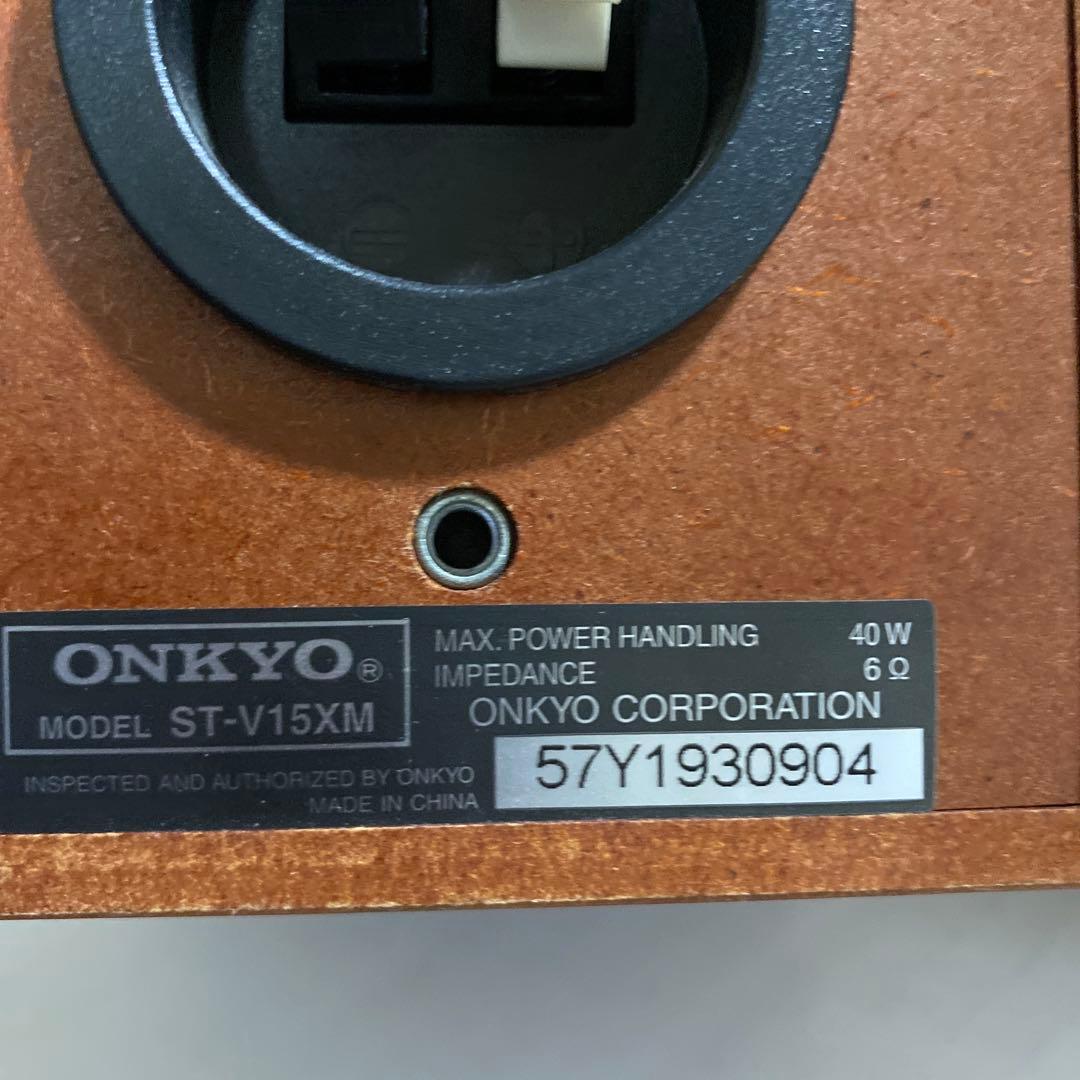 ONKYO®
MODEL ST-V15XM
MAX. POWER HANDLING 40 W
IMPEDANCE 6 Ω
ONKYO CORPORATION
INSPECTED AND AUTHORIZED BY ONKYO
MADE IN CHINA
57Y1930904